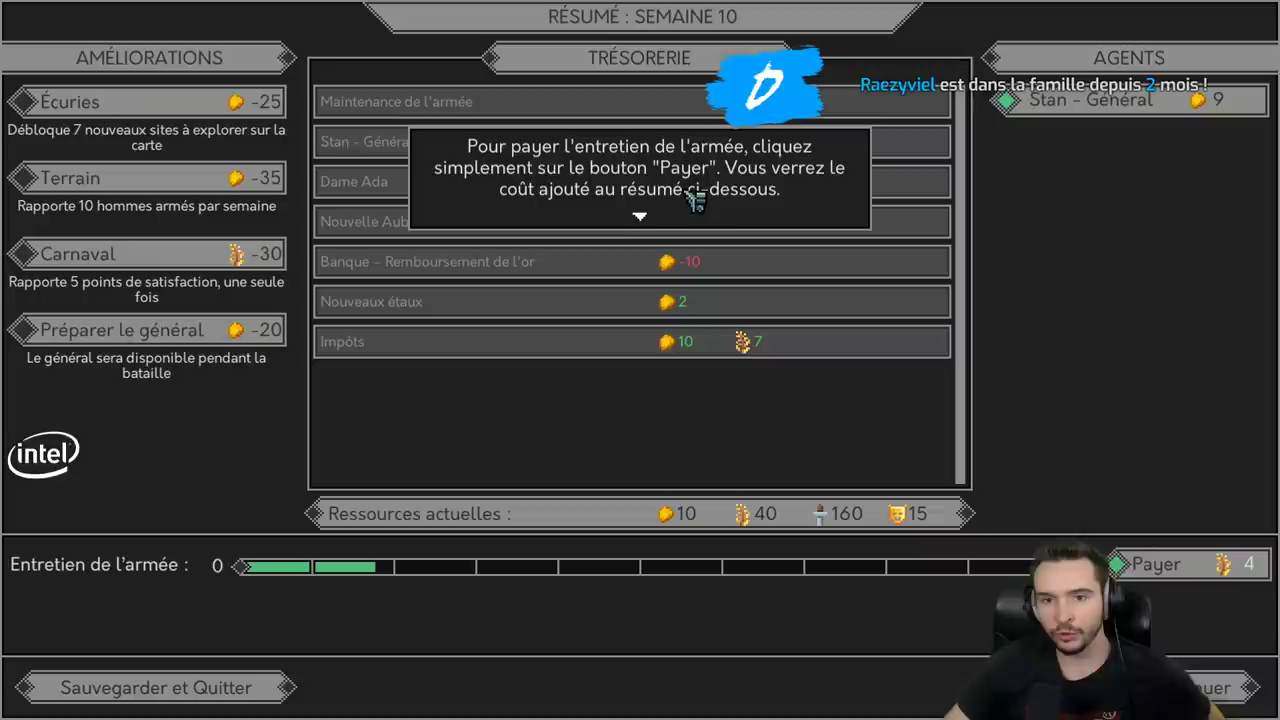 RÉSUMÉ : SEMAINE 10
AMÉLIORATIONS
TRÉSORERIE
AGENTS
Raezyviel est dans la famille depuis 2 mois !
Écuries -25
Débloque 7 nouveaux sites à explorer sur la
carte
Terrain -35
Rapporte 10 hommes armés par semaine
Carnaval -30
Rapporte 5 points de satisfaction, une seule
fois
Préparer le général -20
Le général sera disponible pendant la
bataille
intel
Maintenance de l'armée
Stan - Généra
Dame Ada
Nouvelle Aub
Pour payer l'entretien de l'armée, cliquez
simplement sur le bouton "Payer". Vous verrez le
coût ajouté au résumé ci-dessous.
Banque - Remboursement de l'or -10
Nouveaux étaux 2
Impôts 10 7
Ressources actuelles : 10 40 160 15
Stan - Général 9
Entretien de l'armée : 0
Payer 4
Sauvegarder et Quitter
uer